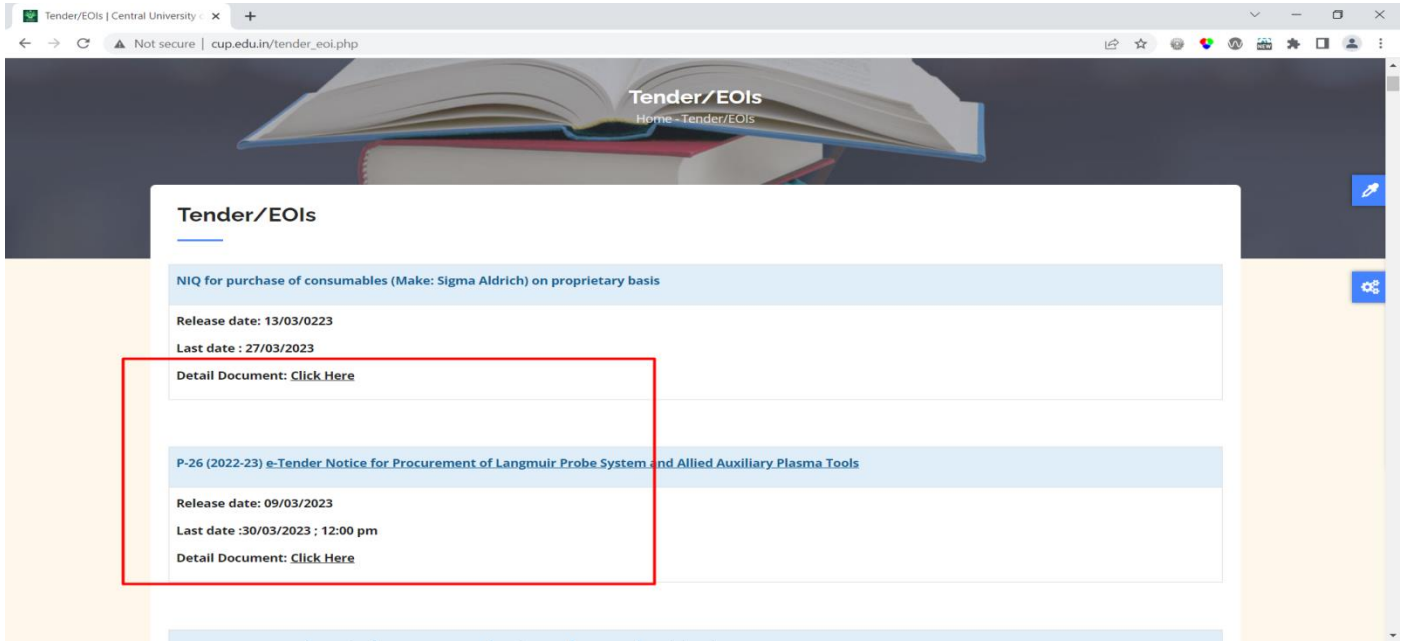 Tender/EOIs | Central University
Not secure | cup.edu.in/tender_eoi.php
NEW
Tender/EOIs
Home - Tender/EOIs
Tender/EOIs
NIQ for purchase of consumables (Make: Sigma Aldrich) on proprietary basis
Release date: 13/03/0223
Last date : 27/03/2023
Detail Document: Click Here
P-26 (2022-23) e-Tender Notice for Procurement of Langmuir Probe System and Allied Auxiliary Plasma Tools
Release date: 09/03/2023
Last date :30/03/2023 ; 12:00 pm
Detail Document: Click Here